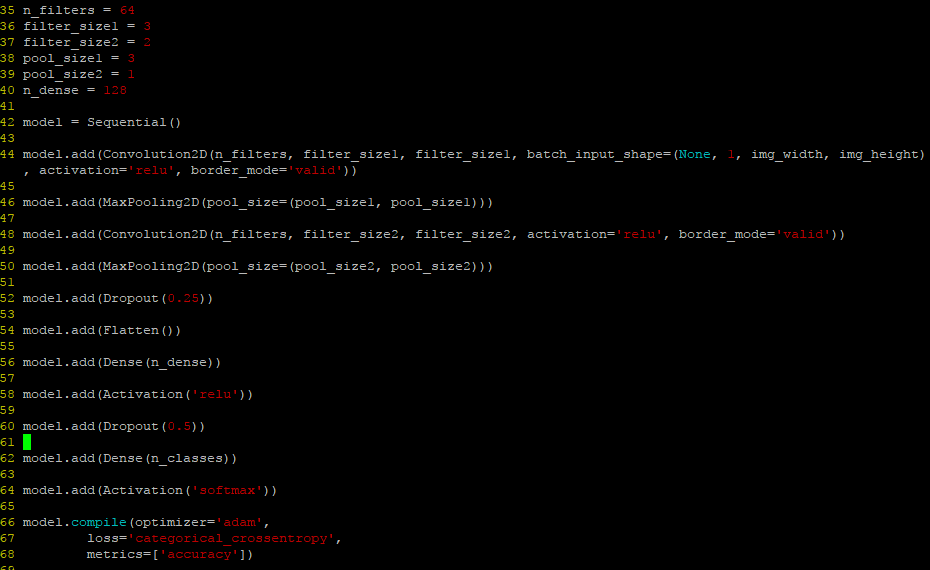 35 n_filters = 64
36 filter_size1 = 3
37 filter_size2 = 2
38 pool_size1 = 3
39 pool_size2 = 1
40 n_dense = 128
41
42 model = Sequential()
43
44 model.add(Convolution2D(n_filters, filter_size1, filter_size1, batch_input_shape=(None, 1, img_width, img_height)
, activation='relu', border_mode='valid'))
45
46 model.add(MaxPooling2D(pool_size=(pool_size1, pool_size1)))
47
48 model.add(Convolution2D(n_filters, filter_size2, filter_size2, activation='relu', border_mode='valid'))
49
50 model.add(MaxPooling2D(pool_size=(pool_size2, pool_size2)))
51
52 model.add(Dropout(0.25))
53
54 model.add(Flatten())
55
56 model.add(Dense(n_dense))
57
58 model.add(Activation('relu'))
59
60 model.add(Dropout(0.5))
61
62 model.add(Dense(n_classes))
63
64 model.add(Activation('softmax'))
65
66 model.compile(optimizer='adam',
67         loss='categorical_crossentropy',
68         metrics=['accuracy'])